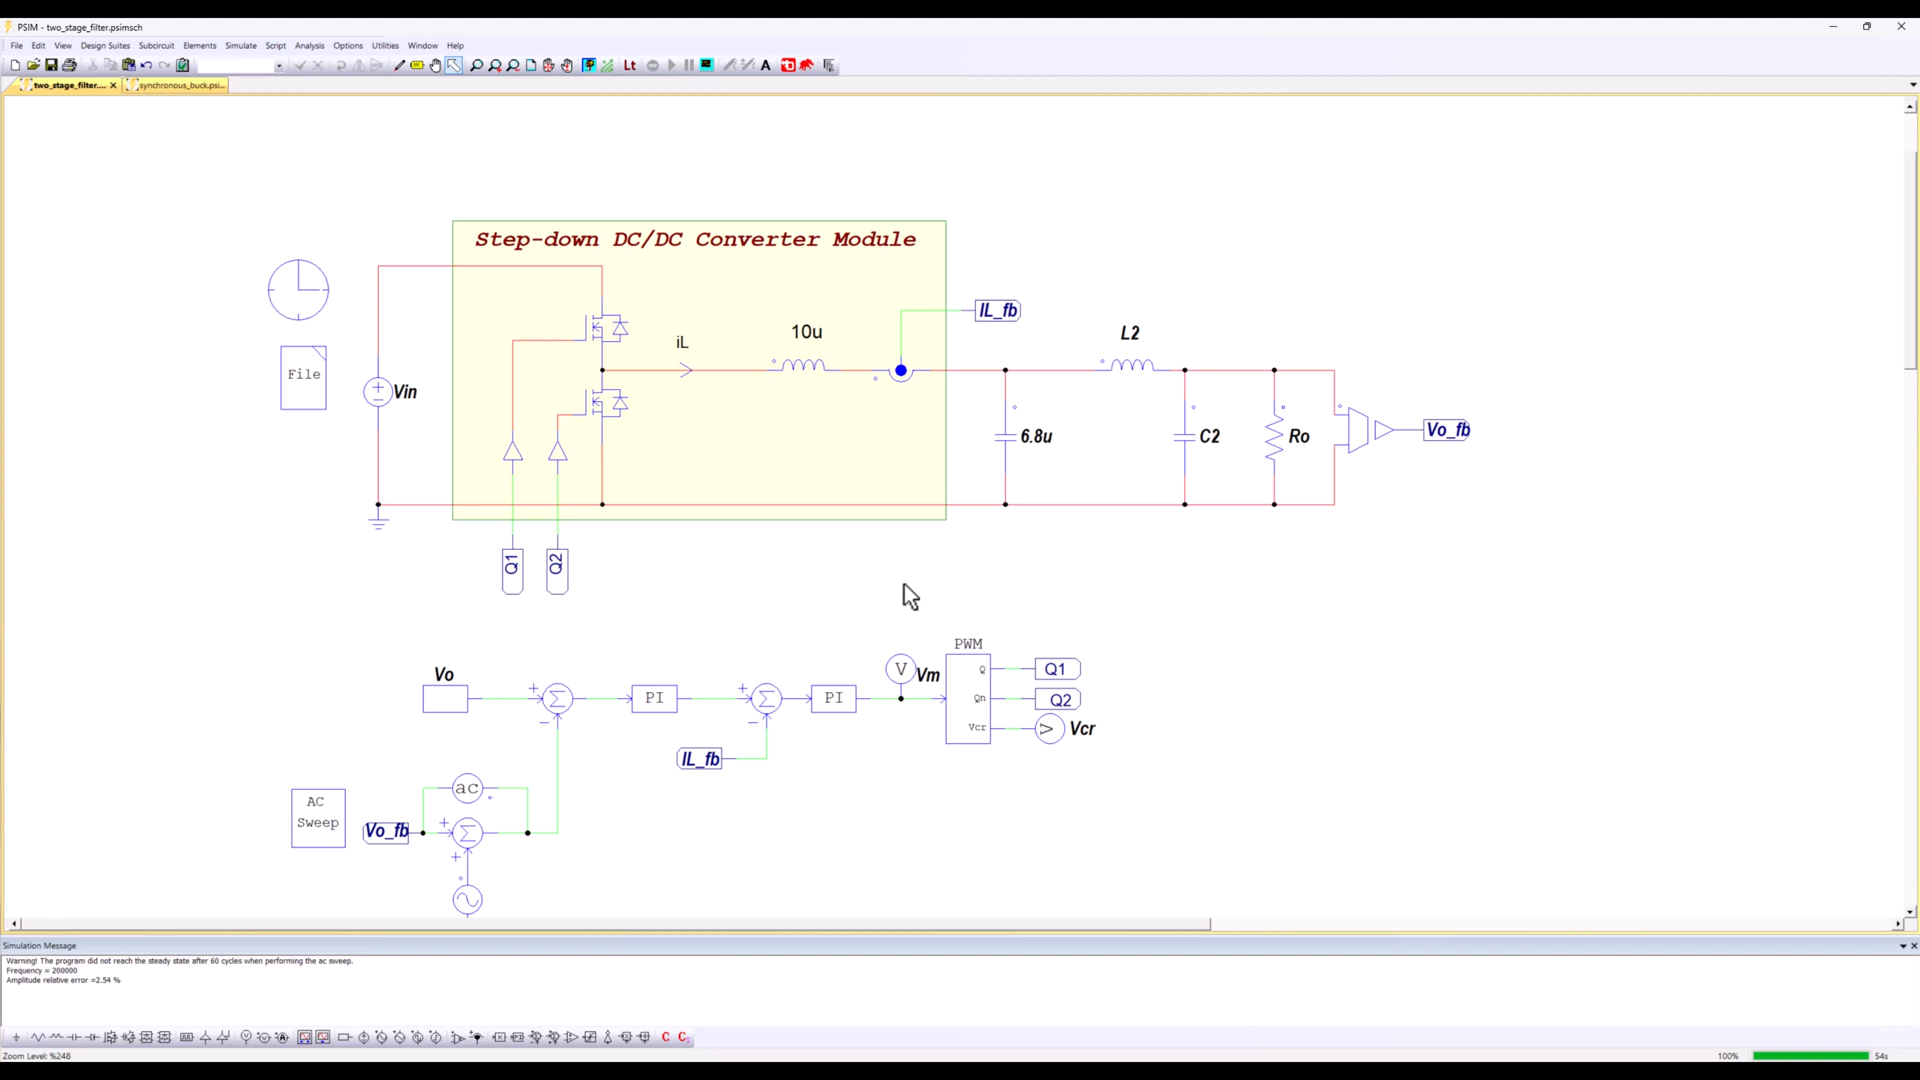 PSIM - two_stage_filter.psimsch
File Edit View Design Suites Subcircuit Elements Simulate Script Analysis Options Utilities Window Help
Lt A
two_stage_filter.... synchronous_buck.psi...
Step-down DC/DC Converter Module
File
Vin
iL
10u
IL_fb
L2
6.8u
C2
Ro
Vo_fb
Q1
Q2
Vo
PI
PI
IL_fb
V
Vm
PWM
Q
Qn
Vcr
Q1
Q2
V
Vcr
AC
Sweep
ac
Vo_fb
Simulation Message
Warning! The program did not reach the steady state after 60 cycles when performing the ac sweep.
Frequency = 200000
Amplitude relative error =2.54 %
Zoom Level: %248
100%
54s